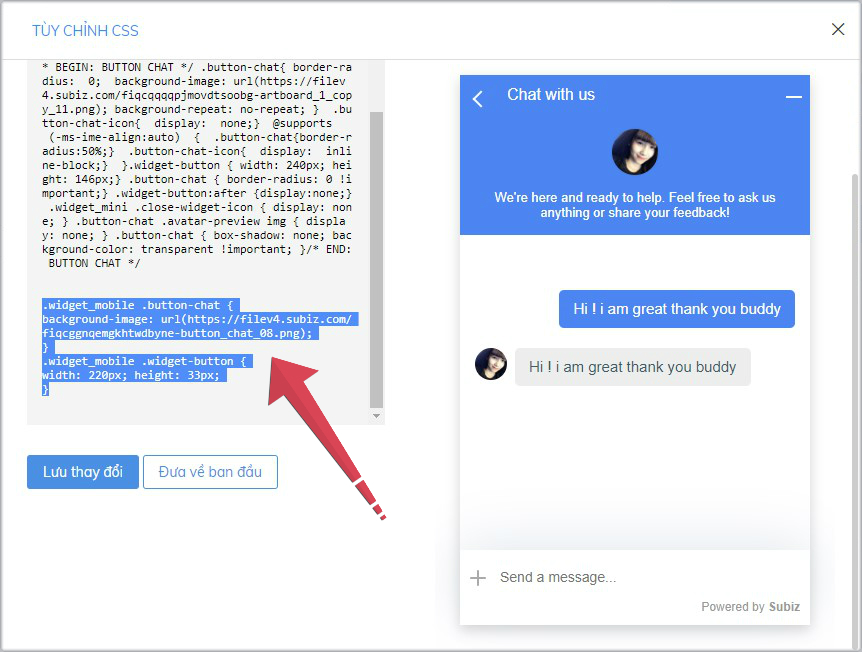 TÙY CHỈNH CSS
* BEGIN: BUTTON CHAT */ .button-chat{ border-ra
dius:  0;  background-image: url(https://filev
4.subiz.com/fiqcqqqqpjmovdtsoobg-artboard_1_cop
y_11.png); background-repeat: no-repeat; }  .bu
tton-chat-icon{  display:  none;}  @supports
(-ms-ime-align:auto)  {  .button-chat{border-r
adius:50%;}  .button-chat-icon{  display:  inli
ne-block;}  }.widget-button { width: 240px; hei
ght: 146px;} .button-chat { border-radius: 0 !i
mportant;} .widget-button:after {display:none;}
.widget_mini .close-widget-icon { display: non
e; } .button-chat .avatar-preview img { displa
y: none; } .button-chat { box-shadow: none; bac
kground-color: transparent !important; }/* END:
BUTTON CHAT */
.widget_mobile .button-chat {
background-image: url(https://filev4.subiz.com/
fiqcggnqemgkhtwdbyne-button_chat_08.png);
}
.widget_mobile .widget-button {
width: 220px; height: 33px;
}
Lưu thay đổi
Đưa về ban đầu
Chat with us
We're here and ready to help. Feel free to ask us
anything or share your feedback!
Hi ! i am great thank you buddy
Hi ! i am great thank you buddy
Send a message...
Powered by Subiz